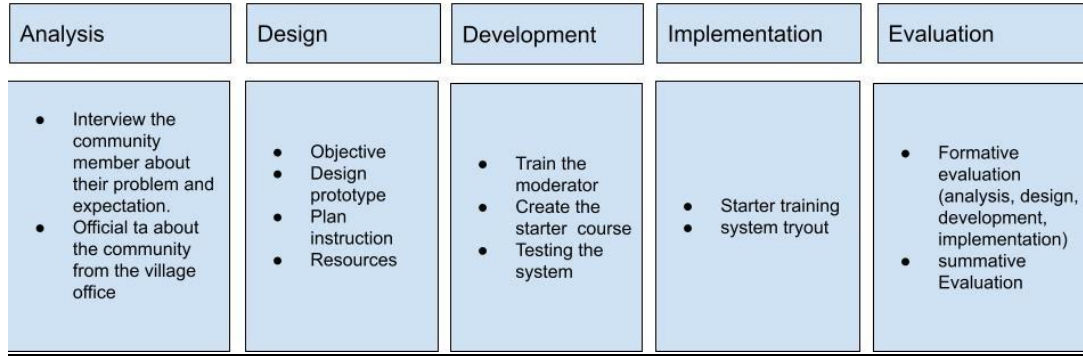 Analysis
Design
Development
Implementation
Evaluation
● Interview the
community
member about
their problem and
expectation.
● Official ta about
the community
from the village
office
● Objective
● Design
prototype
● Plan
instruction
● Resources
● Train the
moderator
● Create the
starter course
● Testing the
system
● Starter training
● system tryout
● Formative
evaluation
(analysis, design,
development,
implementation)
● summative
Evaluation